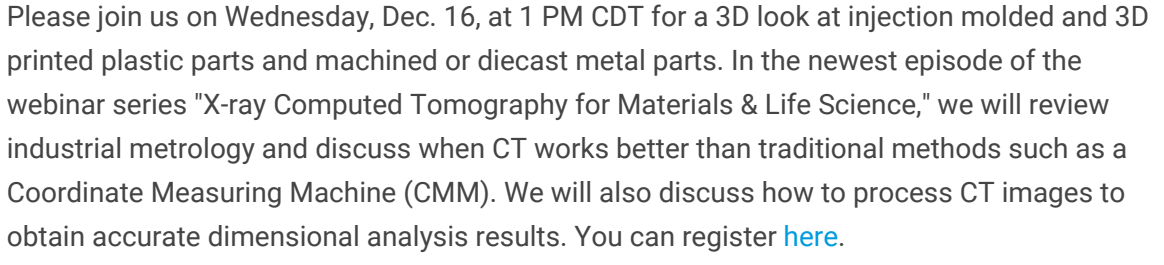 Please join us on Wednesday, Dec. 16, at 1 PM CDT for a 3D look at injection molded and 3D
printed plastic parts and machined or diecast metal parts. In the newest episode of the
webinar series "X-ray Computed Tomography for Materials & Life Science," we will review
industrial metrology and discuss when CT works better than traditional methods such as a
Coordinate Measuring Machine (CMM). We will also discuss how to process CT images to
obtain accurate dimensional analysis results. You can register here.